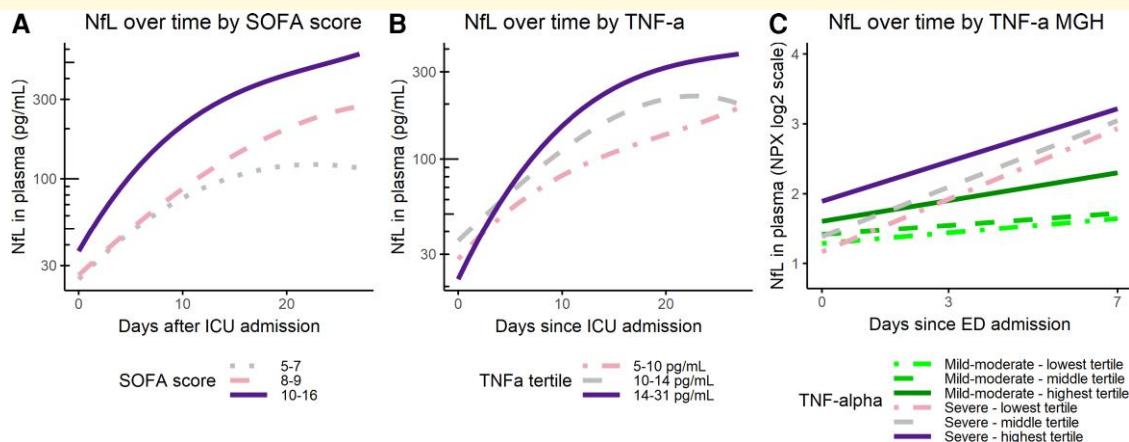 A NfL over time by SOFA score
NfL in plasma (pg/mL)
300
100
30
0 10 20
Days after ICU admission
SOFA score
5-7
8-9
10-16
B NfL over time by TNF-a
NfL in plasma (pg/mL)
300
100
30
0 10 20
Days since ICU admission
TNFa tertile
5-10 pg/mL
10-14 pg/mL
14-31 pg/mL
C NfL over time by TNF-a MGH
NfL in plasma (NPX log2 scale)
4
3
2
1
0 3 7
Days since ED admission
TNF-alpha
Mild-moderate - lowest tertile
Mild-moderate - middle tertile
Mild-moderate - highest tertile
Severe - lowest tertile
Severe - middle tertile
Severe - highest tertile